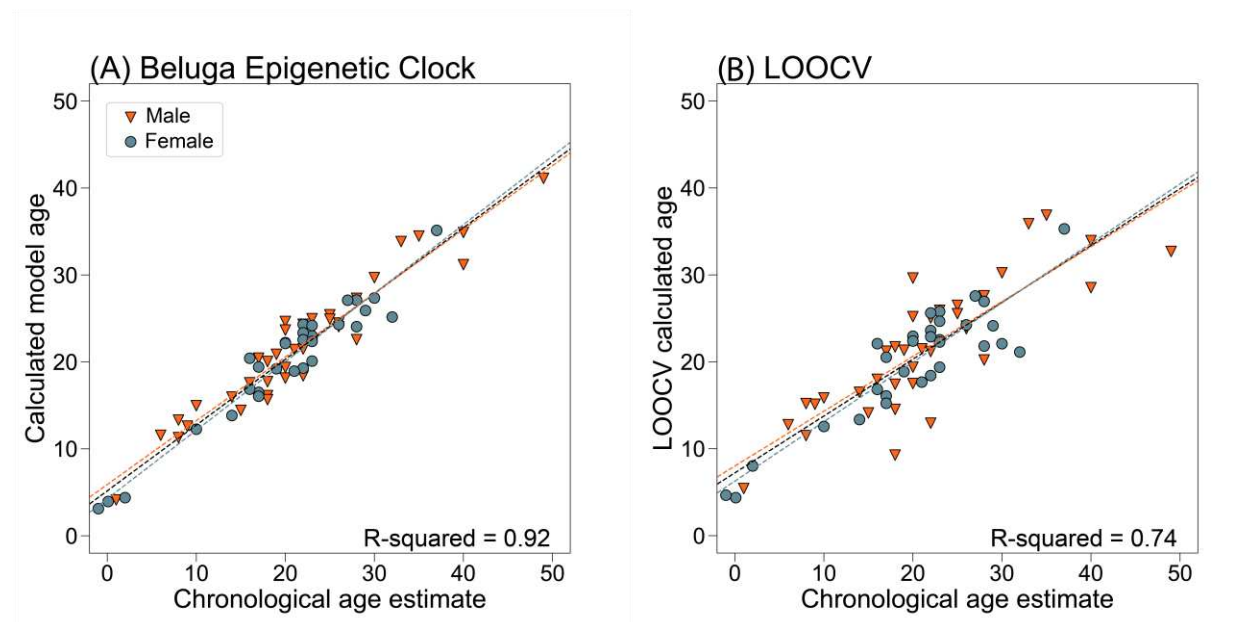 (A) Beluga Epigenetic Clock
50
40
30
20
10
0
Calculated model age
Male
Female
R-squared = 0.92
0 10 20 30 40 50
Chronological age estimate
(B) LOOCV
50
40
30
20
10
0
LOOCV calculated age
R-squared = 0.74
0 10 20 30 40 50
Chronological age estimate